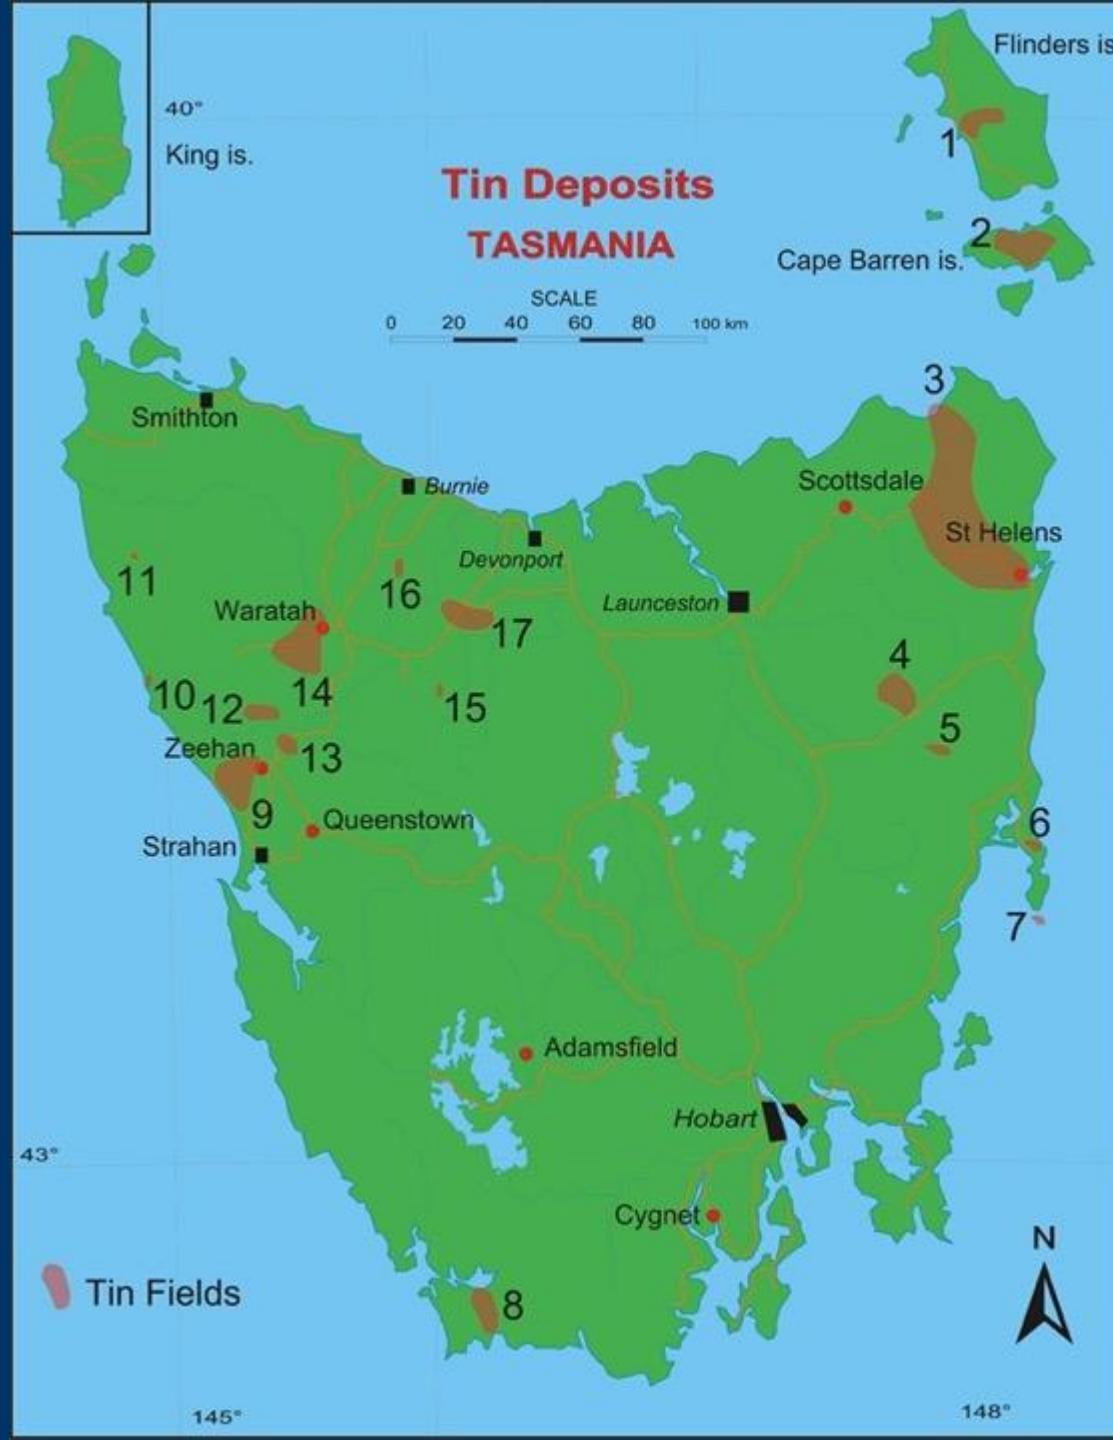 Flinders is
40°
King is.
1
Tin Deposits
TASMANIA
2
Cape Barren is.
SCALE
0 20 40 60 80 100 km
3
Smithton
Scottsdale
Burnie
St Helens
Devonport
11
16
Waratah
Launceston
17
4
14
10
12
15
5
Zeehan
13
9
Queenstown
6
Strahan
7
Adamsfield
Hobart
43°
Cygnet
N
Tin Fields
8
145°
148°